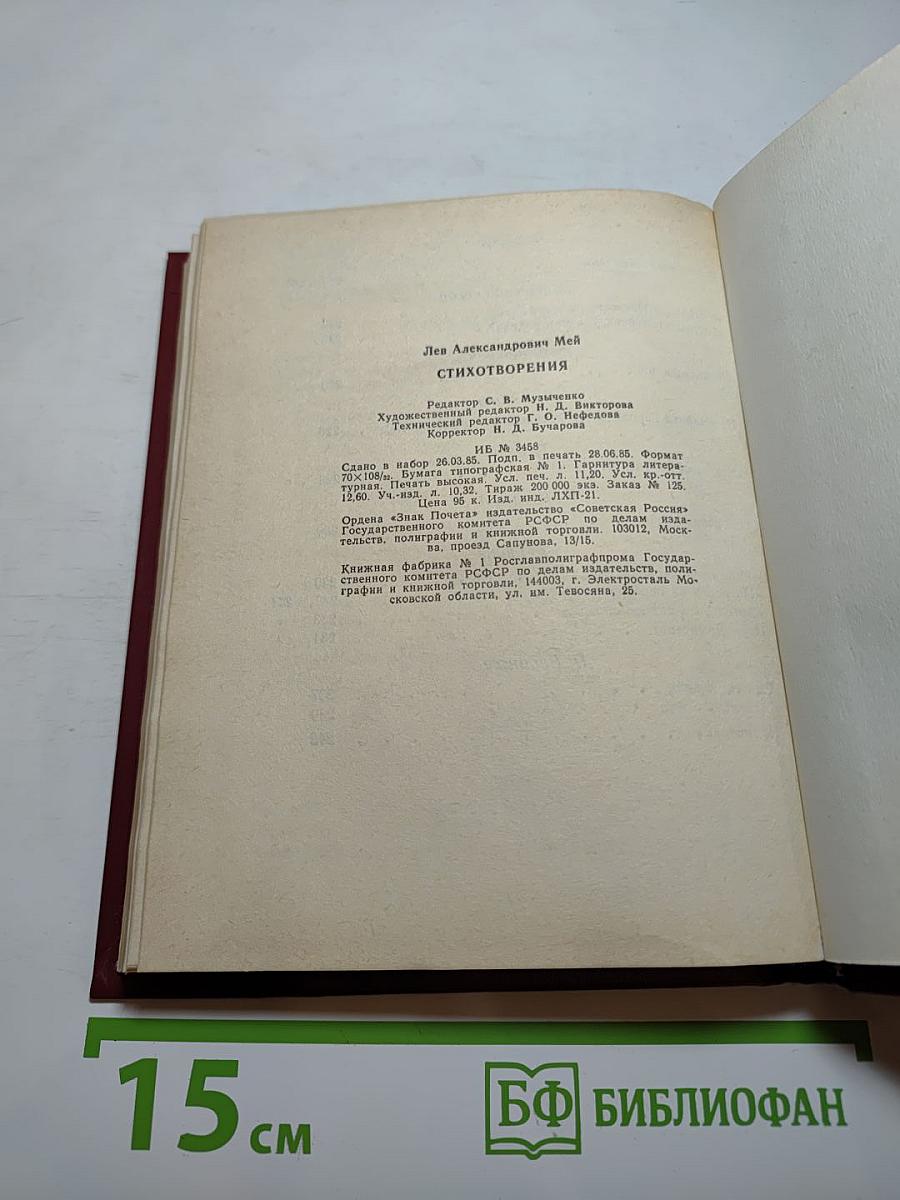 Лев Александрович Мей
СТИХОТВОРЕНИЯ
Редактор С. В. Музыченко
Художественный редактор Н. Д. Викторова
Технический редактор Г. О. Нефедова
Корректор Н. Д. Бучарова
ИБ № 3458
Сдано в набор 26.03.85. Подп. в печать 28.06.85. Формат
70×108/32. Бумага типографская № 1. Гарнитура литера-
турная. Печать высокая. Усл. печ. л. 11,20. Усл. кр.-отт.
12,60. Уч.-изд. л. 10,32. Тираж 200 000 экз. Заказ № 125.
Цена 95 к. Изд. инд. ЛХП-21.
Ордена «Знак Почета» издательство «Советская Россия»
Государственного комитета РСФСР по делам изда-
тельств, полиграфии и книжной торговли. 103012, Моск-
ва, проезд Сапунова, 13/15.
Книжная фабрика № 1 Росглавполиграфпрома Государ-
ственного комитета РСФСР по делам издательств, поли-
графии и книжной торговли, 144003, г. Электросталь Мо-
сковской области, ул. им. Тевосяна, 25.
15 см
БФ БИБЛИОФАН